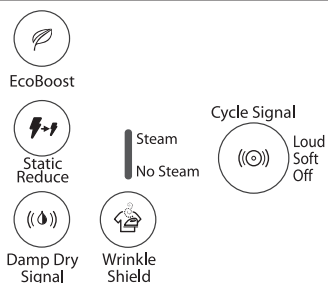 EcoBoost
Cycle Signal
Loud
Soft
Off
Steam
No Steam
Static
Reduce
Damp Dry
Signal
Wrinkle
Shield